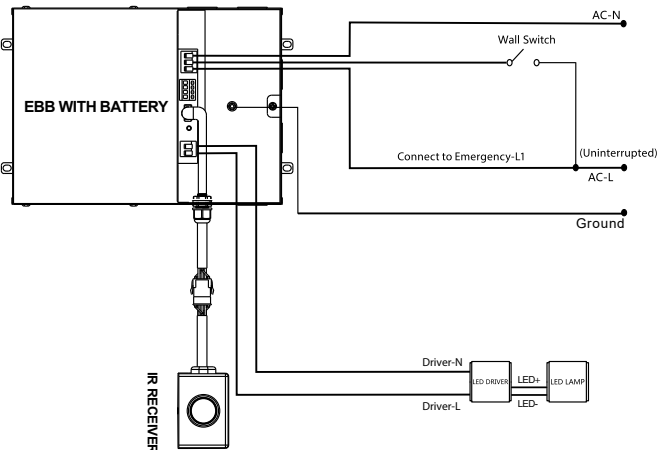 AC-N
Wall Switch
EBB WITH BATTERY
Connect to Emergency-L1
(Uninterrupted)
AC-L
Ground
Driver-N
LED DRIVER
LED+
LED LAMP
LED-
Driver-L
IR RECEIVER